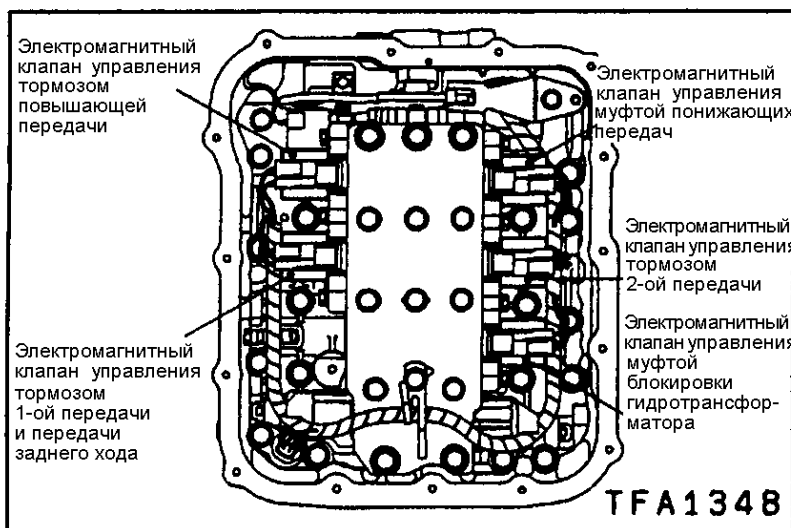 Электромагнитный
клапан управления
тормозом
повышающей
передачи
Электромагнитный
клапан управления
муфтой понижающих
передач
Электромагнитный
клапан управления
тормозом
2-ой передачи
Электромагнитный
клапан управления
муфтой
блокировки
гидротрансфор-
матора
Электромагнитный
клапан управления
тормозом
1-ой передачи
и передачи
заднего хода
TFA1348